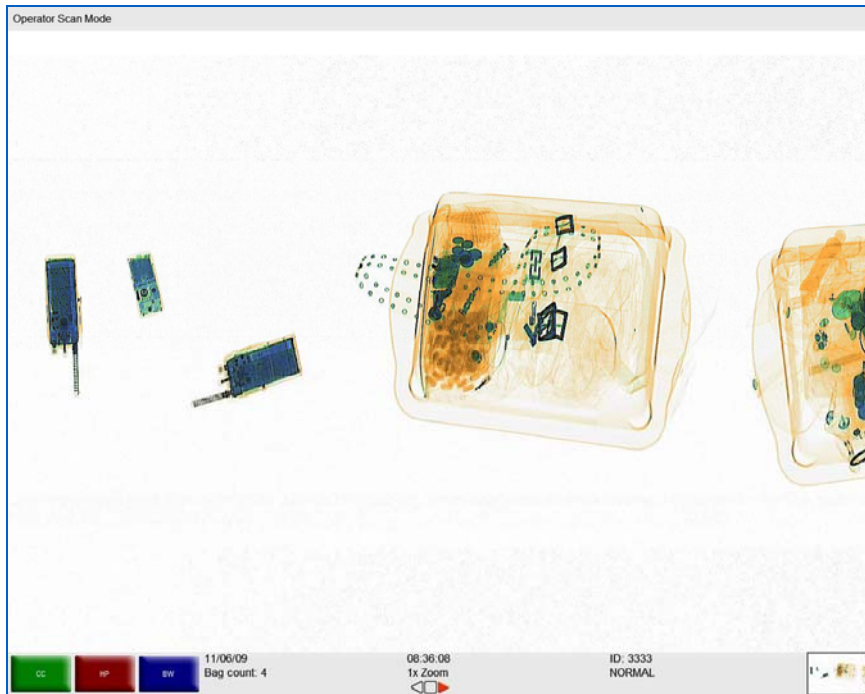 Operator Scan Mode
CC
HP
BW
11/06/09
Bag count: 4
08:36:08
1x Zoom
ID: 3333
NORMAL